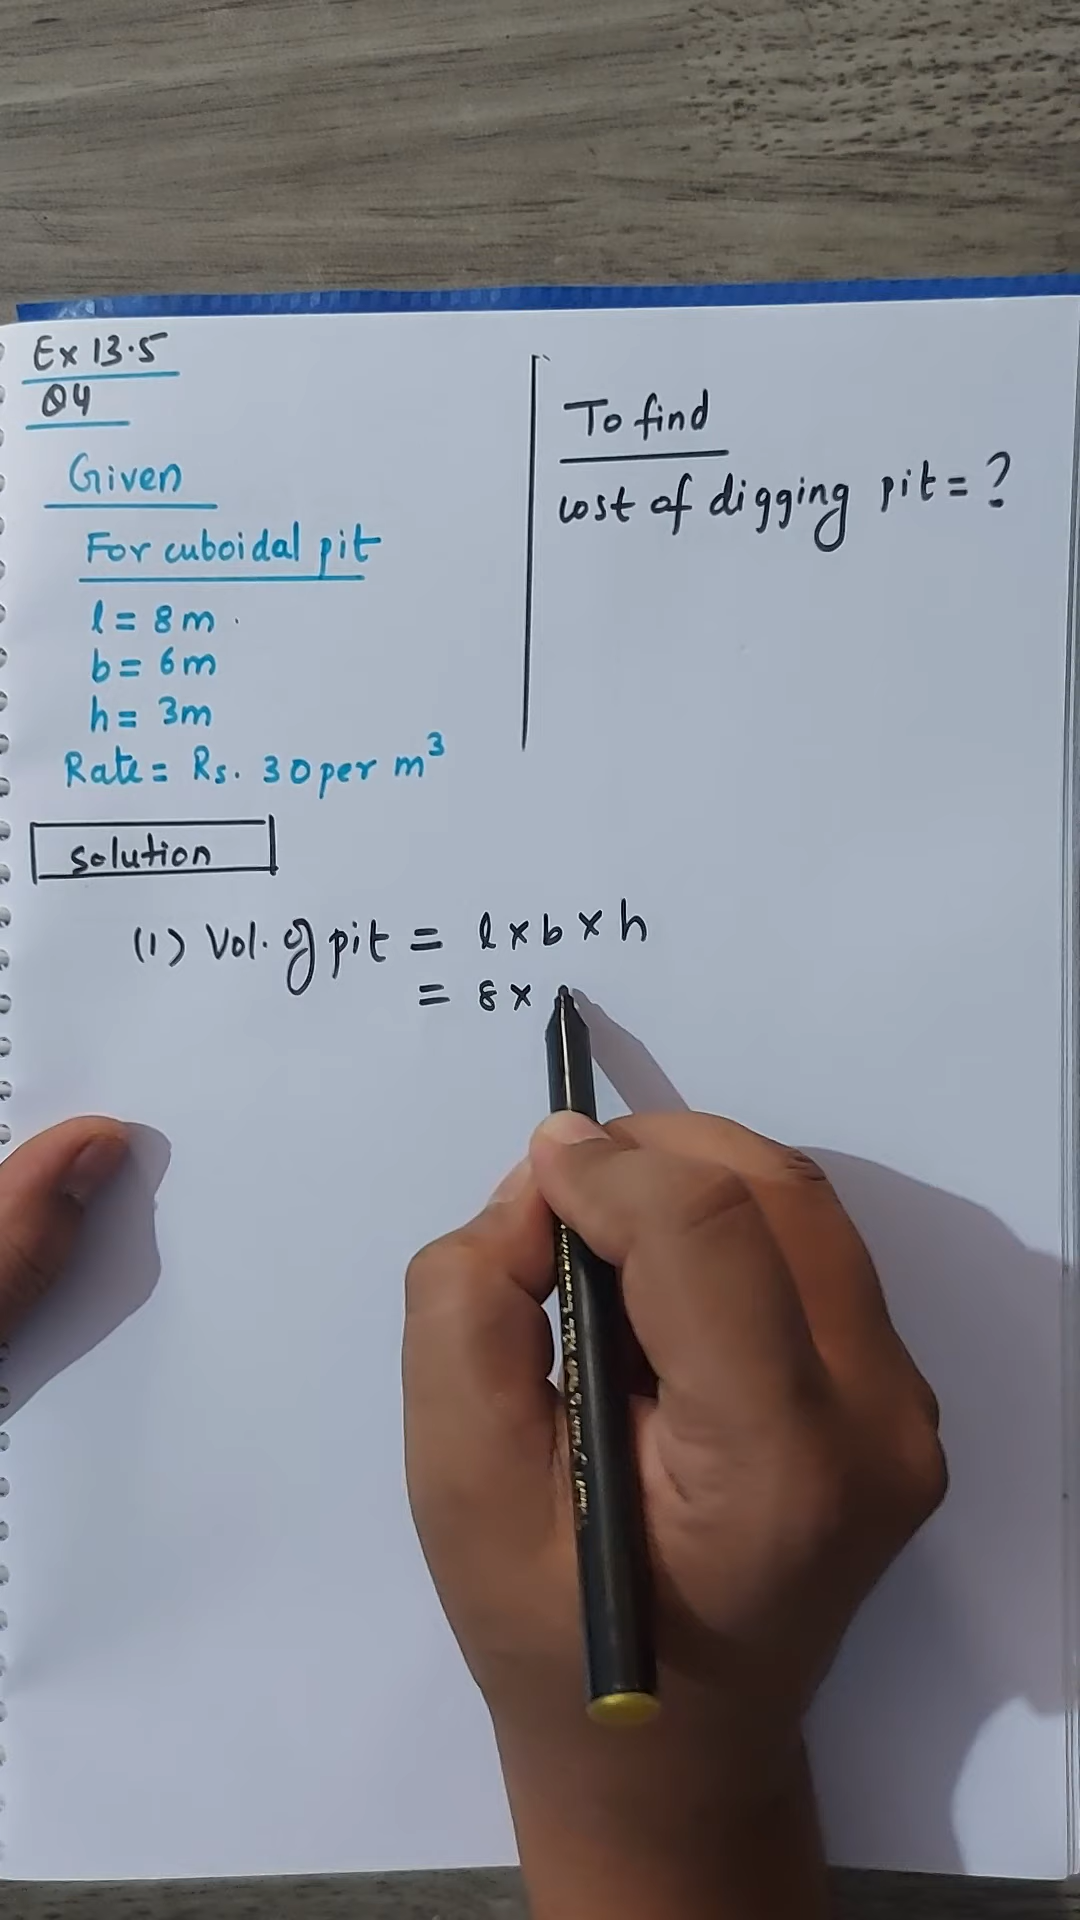 Ex 13.5
Q4
Given
For cuboidal pit
l = 8m
b = 6m
h = 3m
Rate = Rs. 30 per m³
To find
cost of digging pit = ?
Solution
(1) Vol. of pit = l × b × h
= 8 ×